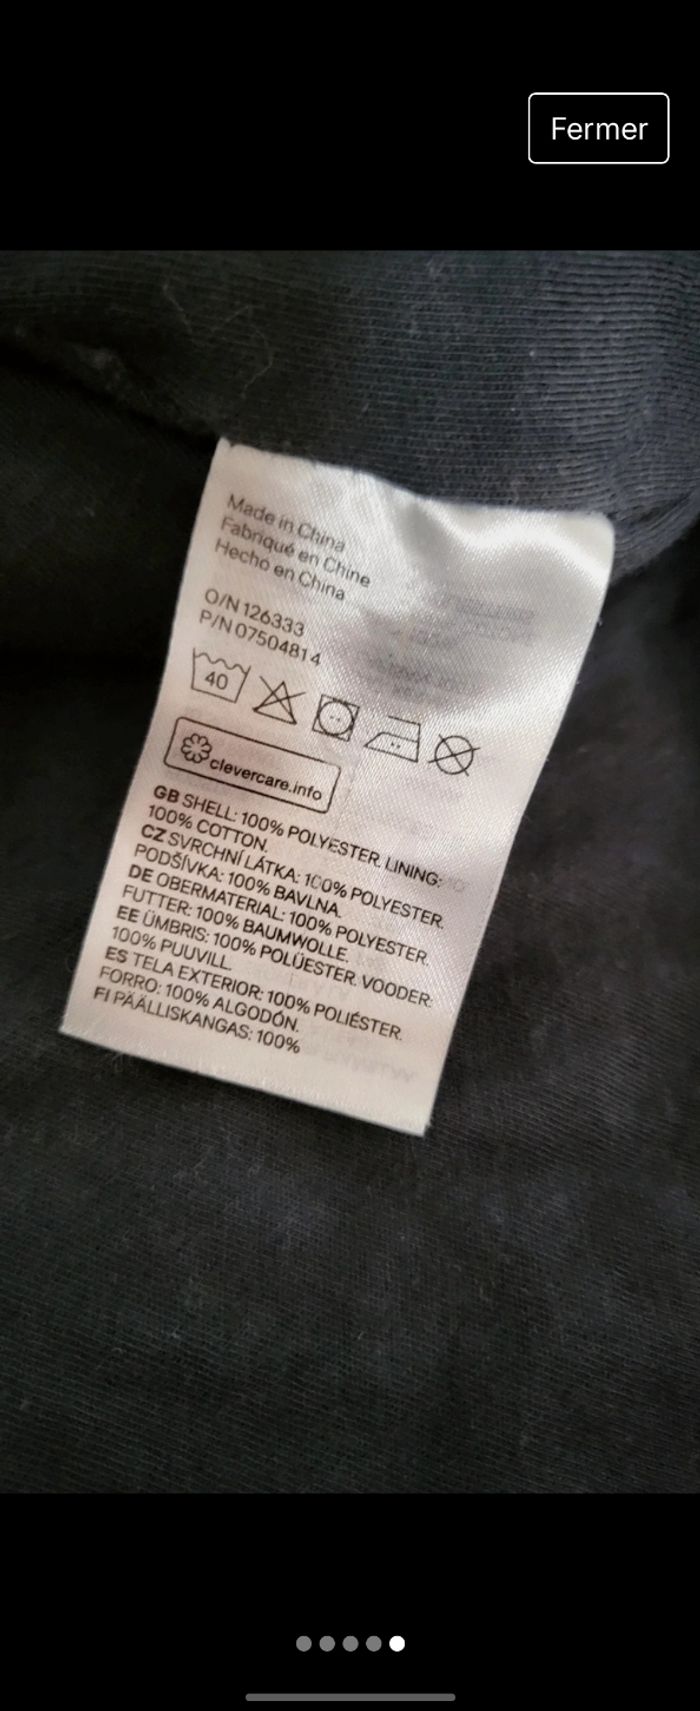 Fermer
Made in China
Fabriqué en Chine
Hecho en China
O/N 126333
P/N 07504814
40
clevercare.info
GB SHELL: 100% POLYESTER. LINING:
100% COTTON.
CZ SVRCHNÍ LÁTKA: 100% POLYESTER.
PODŠÍVKA: 100% BAVLNA.
DE OBERMATERIAL: 100% POLYESTER.
FUTTER: 100% BAUMWOLLE.
EE ÜMBRIS: 100% POLÜESTER. VOODER:
100% PUUVILL.
ES TELA EXTERIOR: 100% POLIÉSTER.
FORRO: 100% ALGODÓN.
FI PÄÄLLISKANGAS: 100%